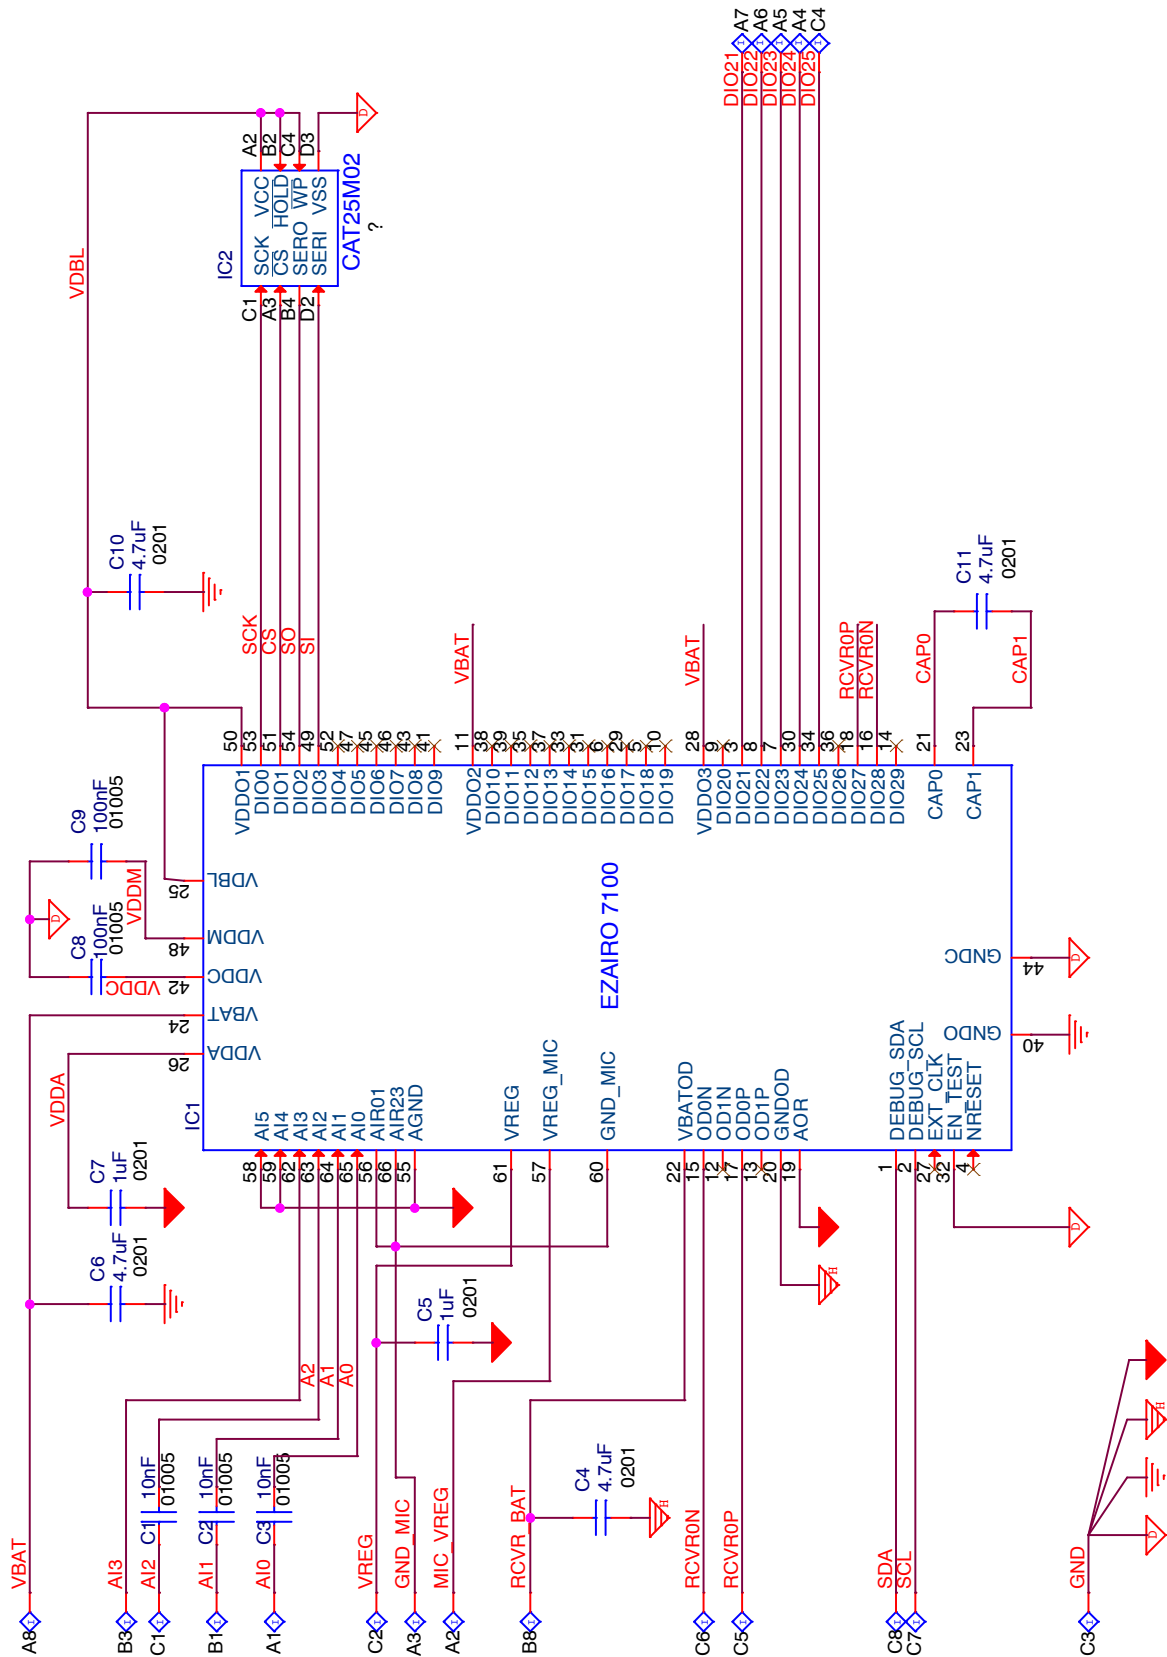 VBAT
A8
AI3
B3
AI2
C1
AI1
B1
AI0
A1
VREG
C2
GND_MIC
A3
MIC_VREG
A2
RCVR_BAT
B8
RCVR0N
C6
RCVR0P
C5
SDA
C8
SCL
C7
GND
C3
C1 10nF
01005
C2 10nF
01005
C3 10nF
01005
A2
A1
A0
C4
4.7uF
0201
C5
1uF
0201
C6
4.7uF
0201
C7
1uF
0201
VDDA
C8
100nF
01005
VDDC
C9
100nF
01005
VDDM
C10
4.7uF
0201
C11
4.7uF
0201
VDBL
IC1
EZAIRO 7100
58 AI5
59 AI4
62 AI3
63 AI2
64 AI1
65 AI0
56 AIR01
66 AIR23
55 AGND
61 VREG
57 VREG_MIC
60 GND_MIC
22 VBATOD
15 OD0N
12 OD1N
17 OD0P
13 OD1P
20 GNDOD
19 AOR
1 DEBUG_SDA
2 DEBUG_SCL
27 EXT_CLK
32 EN_TEST
4 NRESET
26 VDDA
24 VBAT
42 VDDC
48 VDDM
25 VDBL
40 GNDO
44 GNDC
VDDO1 50
DIO0 53
DIO1 51
DIO2 54
DIO3 49
DIO4 52
DIO5 47
DIO6 45
DIO7 46
DIO8 43
DIO9 41
VDDO2 11
DIO10 38
DIO11 39
DIO12 35
DIO13 37
DIO14 33
DIO15 31
DIO16 6
DIO17 29
DIO18 5
DIO19 10
VDDO3 28
DIO20 9
DIO21 3
DIO22 8
DIO23 7
DIO24 30
DIO25 34
DIO26 36
DIO27 18
DIO28 16
DIO29 14
CAP0 21
CAP1 23
SCK
CS
SO
SI
VBAT
VBAT
RCVR0P
RCVR0N
CAP0
CAP1
IC2
C1 SCK VCC A2
A3 CS HOLD B2
B4 SERO WP C4
D2 SERI VSS D3
CAT25M02
?
DIO21 A7
DIO22 A6
DIO23 A5
DIO24 A4
DIO25 C4
D
D
D
D
D
H
H
H